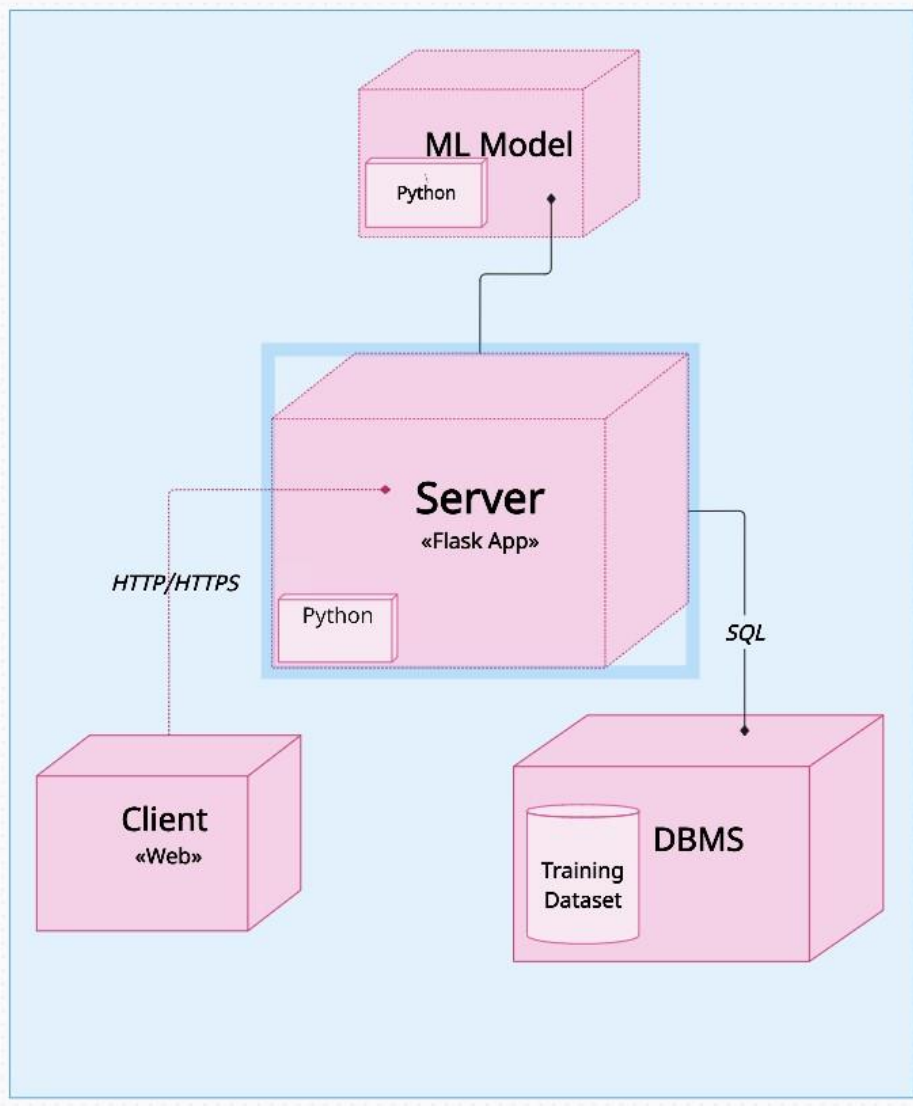 ML Model
Python
Server
«Flask App»
HTTP/HTTPS
Python
SQL
Client
«Web»
DBMS
Training
Dataset